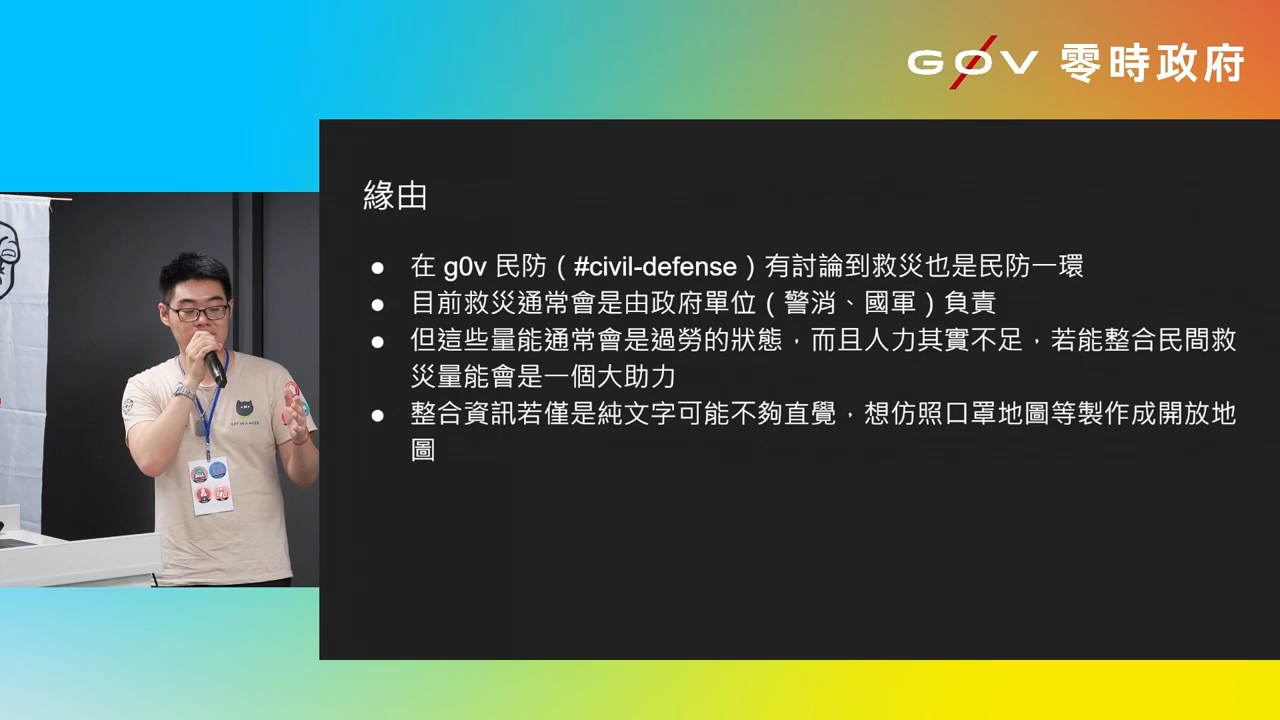 g0v 零時政府
緣由
● 在 g0v 民防（#civil-defense）有討論到救災也是民防一環
● 目前救災通常會是由政府單位（警消、國軍）負責
● 但這些量能通常會是過勞的狀態，而且人力其實不足，若能整合民間救
災量能會是一個大助力
● 整合資訊若僅是純文字可能不夠直覺，想仿照口罩地圖等製作成開放地
圖